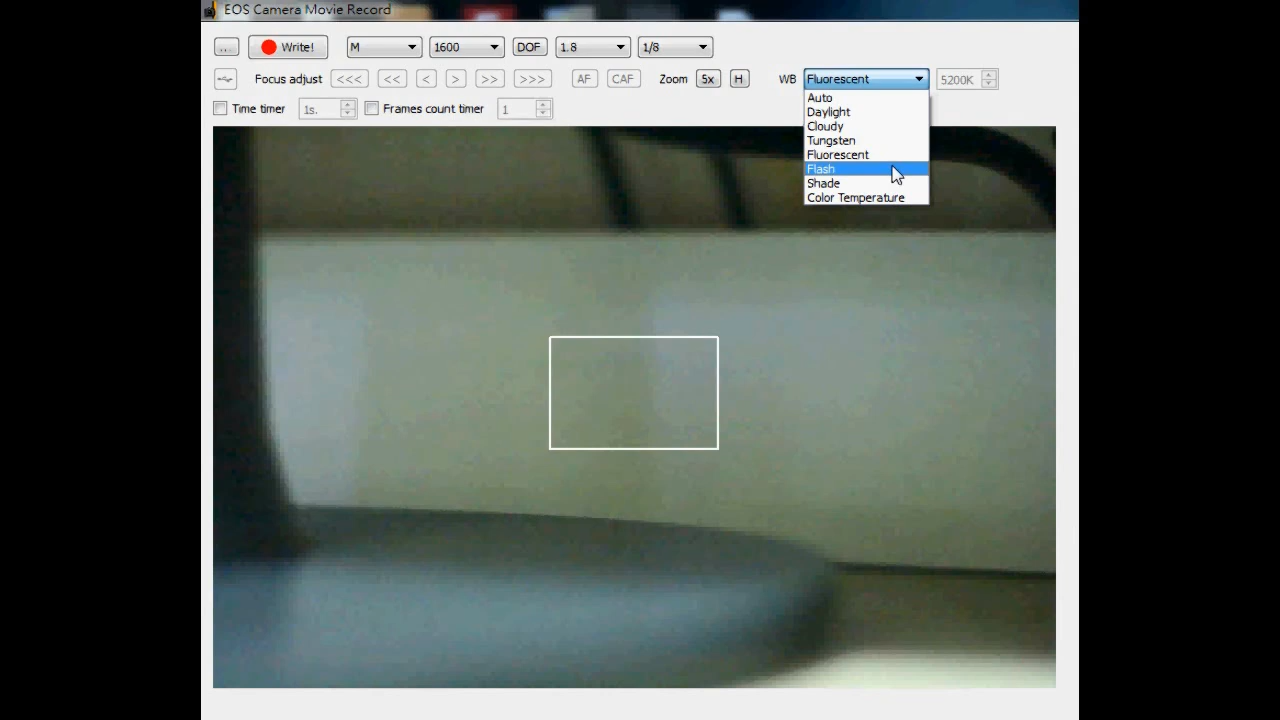 EOS Camera Movie Record
... Write! M 1600 DOF 1.8 1/8
Focus adjust <<< << < > >> >>> AF CAF Zoom 5x H WB Fluorescent 5200K
Time timer 1s. Frames count timer 1
Auto
Daylight
Cloudy
Tungsten
Fluorescent
Flash
Shade
Color Temperature